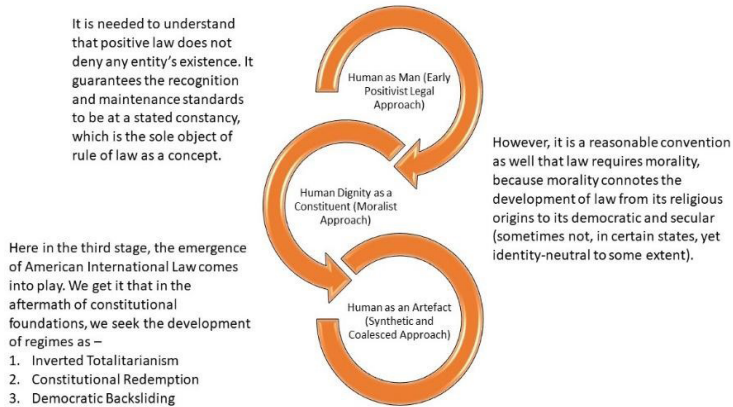 It is needed to understand
that positive law does not
deny any entity's existence. It
guarantees the recognition
and maintenance standards
to be at a stated constancy,
which is the sole object of
rule of law as a concept.
Human as Man (Early
Positivist Legal
Approach)
However, it is a reasonable convention
as well that law requires morality,
because morality connotes the
development of law from its religious
origins to its democratic and secular
(sometimes not, in certain states, yet
identity-neutral to some extent).
Human Dignity as a
Constituent (Moralist
Approach)
Here in the third stage, the emergence
of American International Law comes
into play. We get it that in the
aftermath of constitutional
foundations, we seek the development
of regimes as –
1. Inverted Totalitarianism
2. Constitutional Redemption
3. Democratic Backsliding
Human as an Artefact
(Synthetic and
Coalesced Approach)